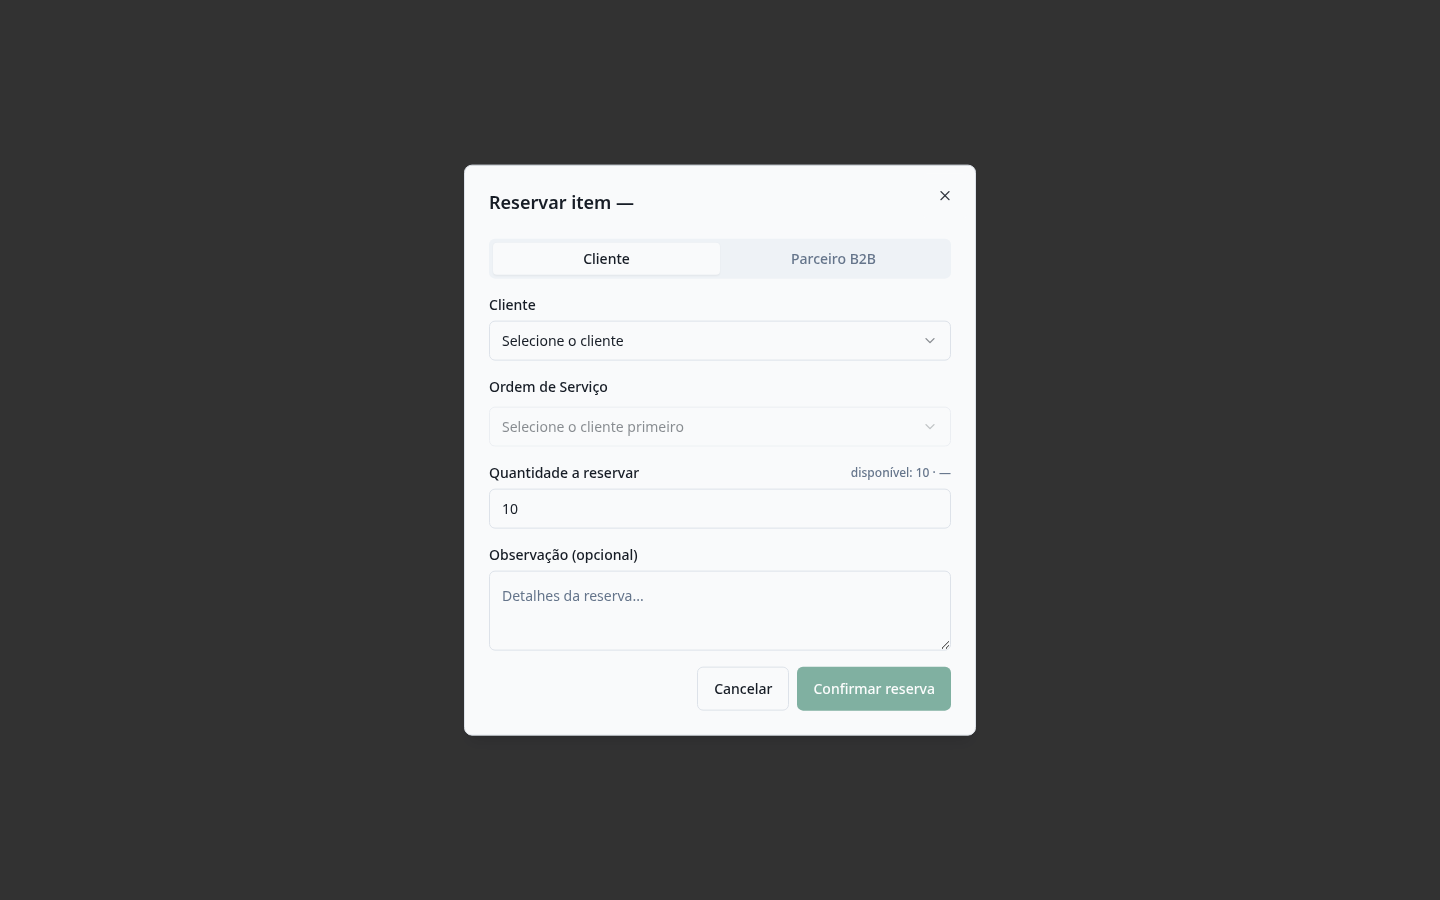 Reservar item —
Cliente
Parceiro B2B
Cliente
Selecione o cliente
Ordem de Serviço
Selecione o cliente primeiro
Quantidade a reservar
disponível: 10 · —
10
Observação (opcional)
Detalhes da reserva...
Cancelar
Confirmar reserva